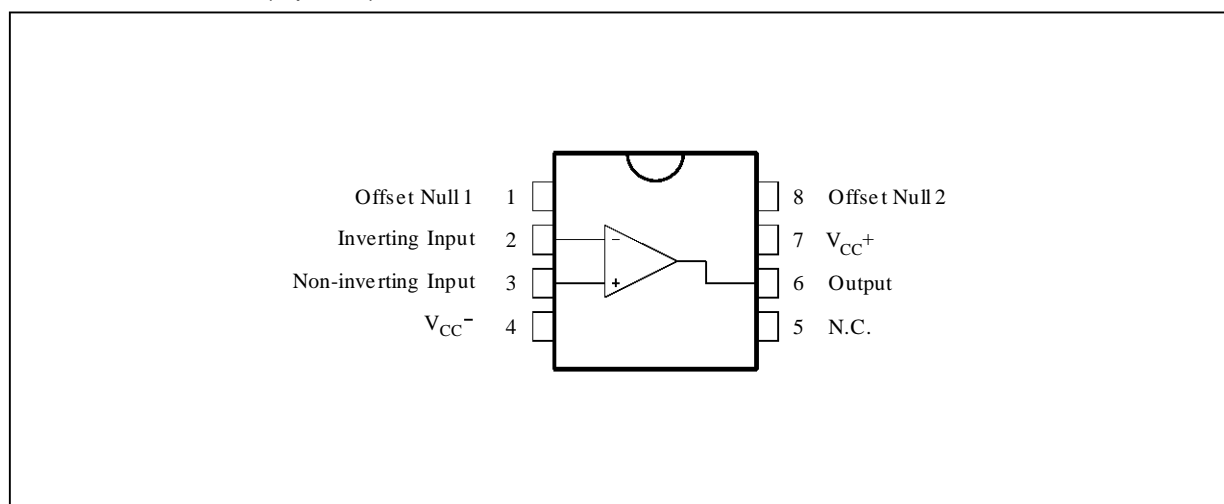 Offset Null 1 1 8 Offset Null 2
Inverting Input 2 - 7 VCC+
Non-inverting Input 3 + 6 Output
VCC- 4 5 N.C.